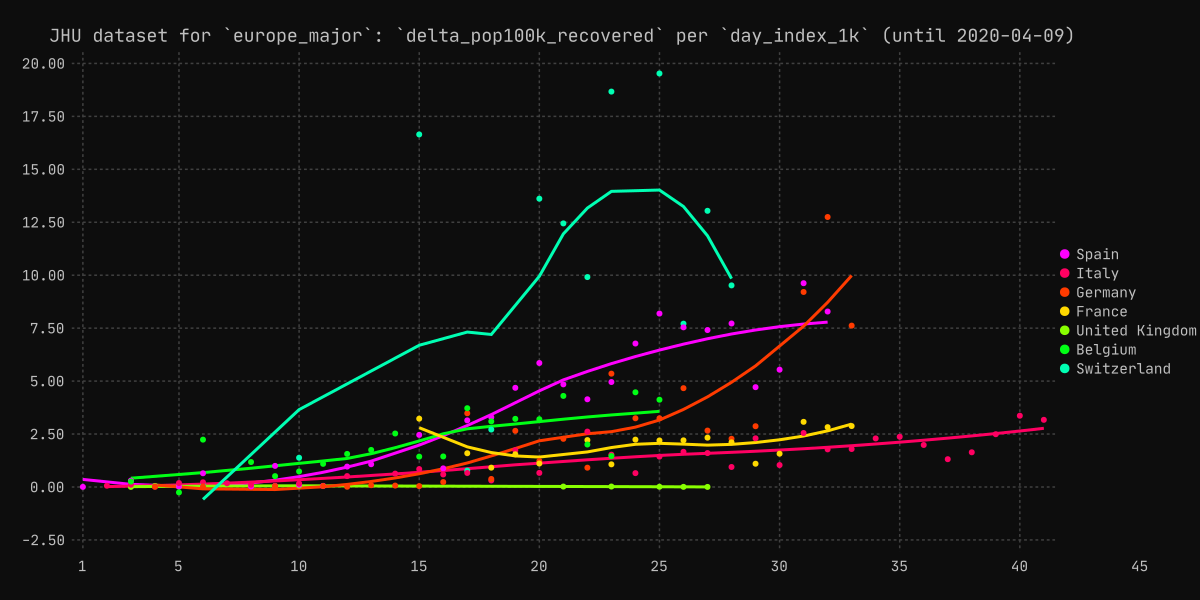 JHU dataset for `europe_major`: `delta_pop100k_recovered` per `day_index_1k` (until 2020-04-09)
20.00
17.50
15.00
12.50
10.00
7.50
5.00
2.50
0.00
-2.50
1 5 10 15 20 25 30 35 40 45
Spain
Italy
Germany
France
United Kingdom
Belgium
Switzerland